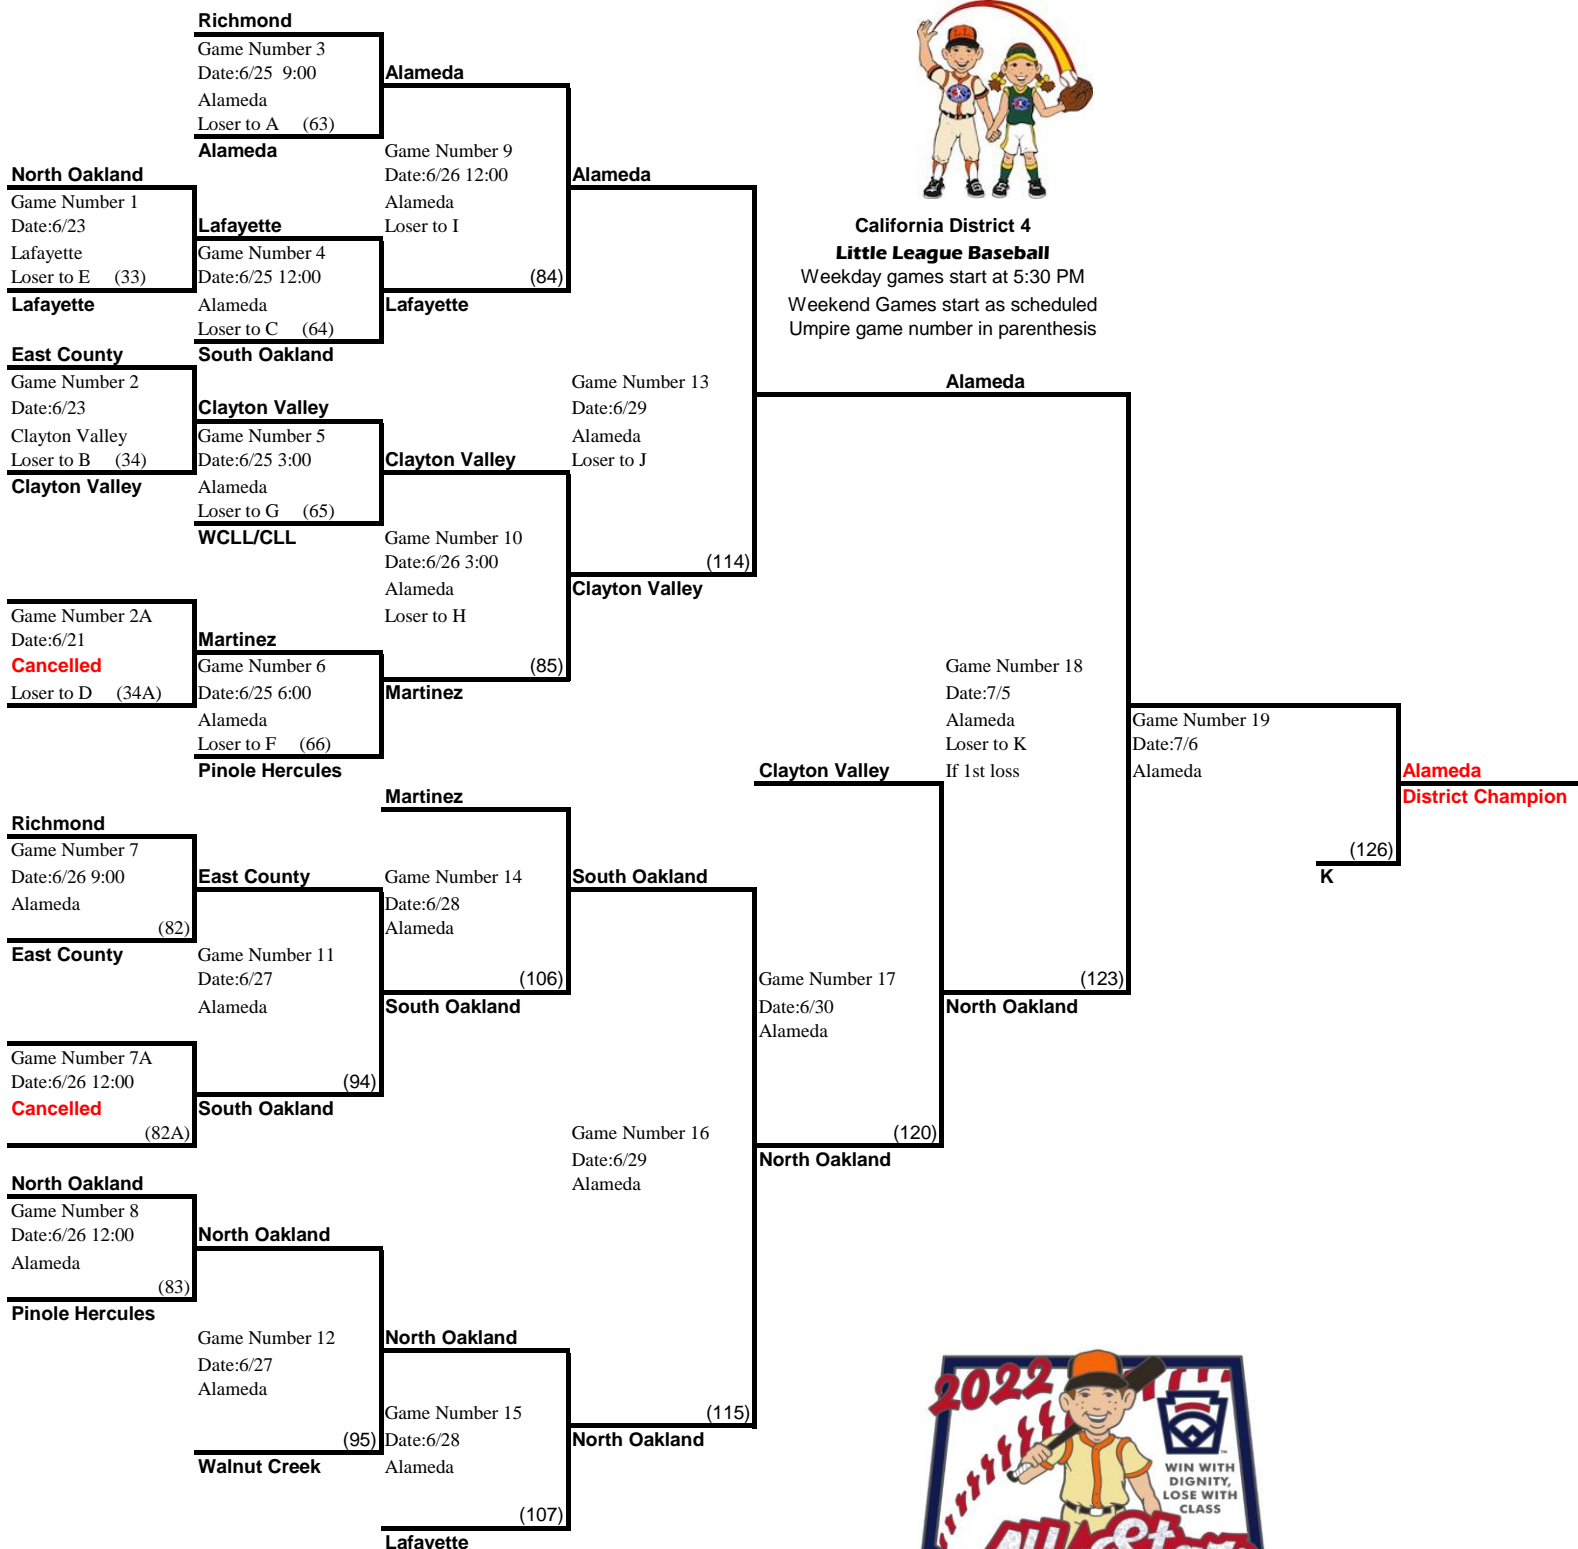 Richmond
Game Number 3
Date:6/25  9:00
Alameda
Loser to A (63)
Alameda
North Oakland
Game Number 1
Date:6/23
Lafayette
Loser to E (33)
Lafayette
Lafayette
Game Number 4
Date:6/25 12:00
Alameda
Loser to C (64)
South Oakland
Alameda
Game Number 9
Date:6/26 12:00
Alameda
Loser to I
(84)
Lafayette
East County
Game Number 2
Date:6/23
Clayton Valley
Loser to B (34)
Clayton Valley
Clayton Valley
Game Number 5
Date:6/25 3:00
Alameda
Loser to G (65)
WCLL/CLL
Game Number 2A
Date:6/21
Cancelled
Loser to D (34A)
Martinez
Game Number 6
Date:6/25 6:00
Alameda
Loser to F (66)
Pinole Hercules
Clayton Valley
Game Number 10
Date:6/26 3:00
Alameda
Loser to H
(85)
Martinez
Alameda
Game Number 13
Date:6/29
Alameda
Loser to J
(114)
Clayton Valley
California District 4
Little League Baseball
Weekday games start at 5:30 PM
Weekend Games start as scheduled
Umpire game number in parenthesis
Alameda
Game Number 18
Date:7/5
Alameda
Loser to K
If 1st loss
(123)
North Oakland
Game Number 19
Date:7/6
Alameda
(126)
K
Alameda
District Champion
Richmond
Game Number 7
Date:6/26 9:00
Alameda
(82)
East County
East County
Game Number 11
Date:6/27
Alameda
(94)
South Oakland
Game Number 7A
Date:6/26 12:00
Cancelled
(82A)
Martinez
Game Number 14
Date:6/28
Alameda
(106)
South Oakland
South Oakland
Game Number 16
Date:6/29
Alameda
(115)
North Oakland
Clayton Valley
Game Number 17
Date:6/30
Alameda
(120)
North Oakland
North Oakland
Game Number 8
Date:6/26 12:00
Alameda
(83)
Pinole Hercules
North Oakland
Game Number 12
Date:6/27
Alameda
(95)
Walnut Creek
North Oakland
Game Number 15
Date:6/28
Alameda
(107)
Lafayette
2022
WIN WITH
DIGNITY,
LOSE WITH
CLASS